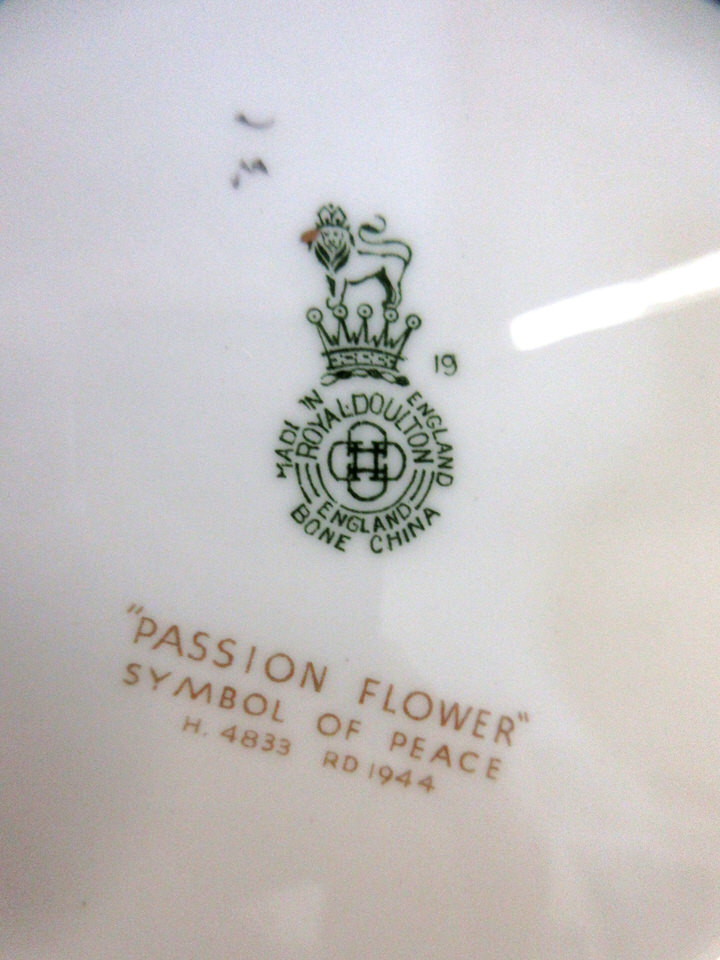 19
MADE IN ENGLAND
ROYAL·DOULTON
ENGLAND
BONE CHINA
"PASSION FLOWER"
SYMBOL OF PEACE
H. 4833 RD 1944